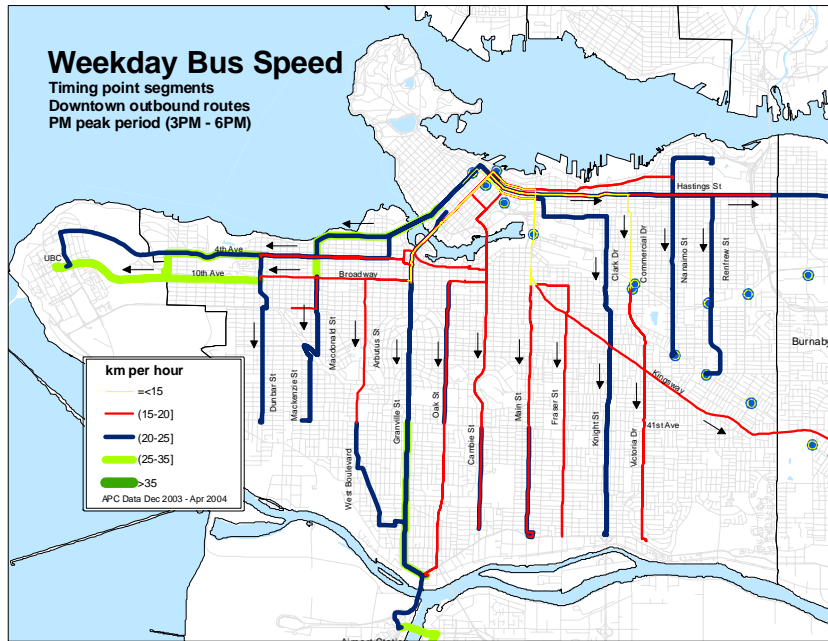 Weekday Bus Speed
Timing point segments
Downtown outbound routes
PM peak period (3PM - 6PM)
Hastings St
4th Ave
UBC
10th Ave
Broadway
Clark Dr
Commercial Dr
Nanaimo St
Renfrew St
Burnaby
Macdonald St
Arbutus St
Dunbar St
Mackenzie St
Granville St
Oak St
Cambie St
Main St
Fraser St
Knight St
Victoria Dr
Kingsway
41st Ave
West Boulevard
km per hour
=<15
(15-20]
(20-25]
(25-35]
>35
APC Data Dec 2003 - Apr 2004